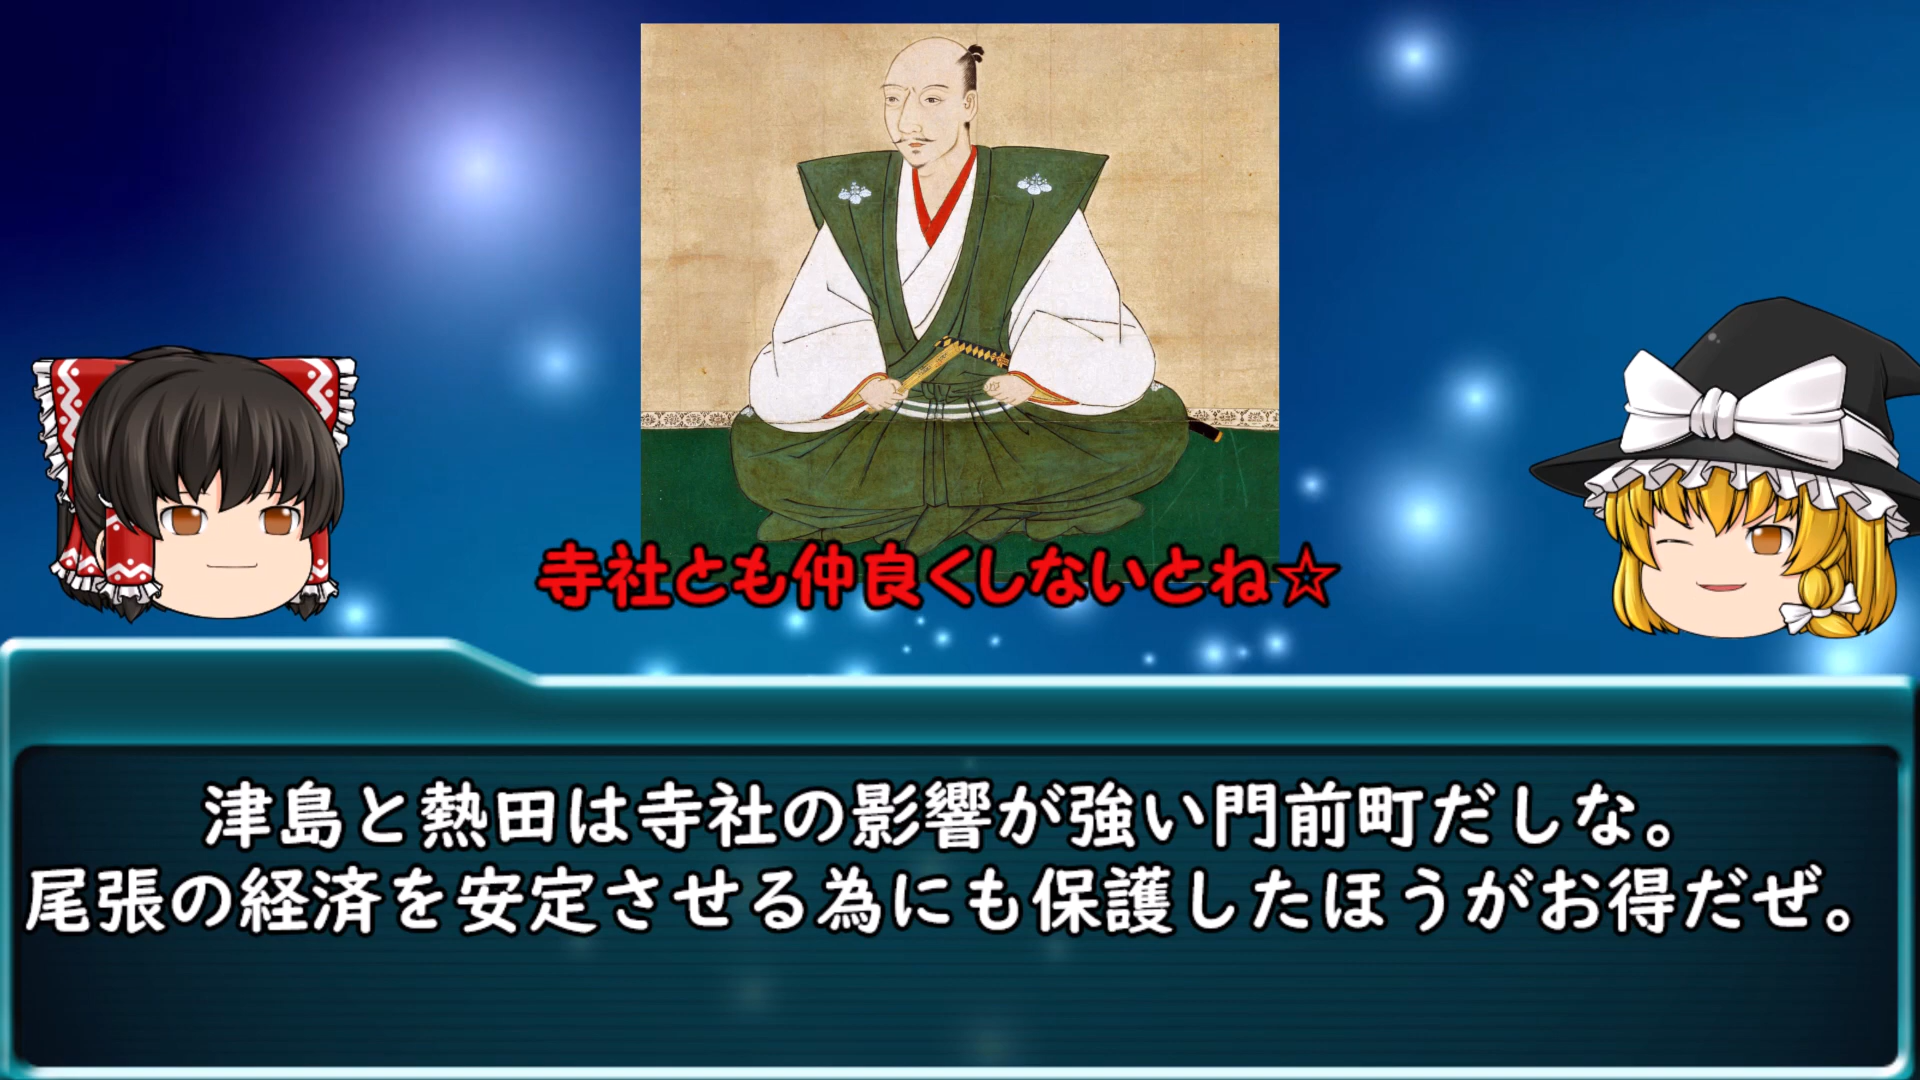 寺社とも仲良くしないとね☆
津島と熱田は寺社の影響が強い門前町だしな。
尾張の経済を安定させる為にも保護したほうがお得だぜ。